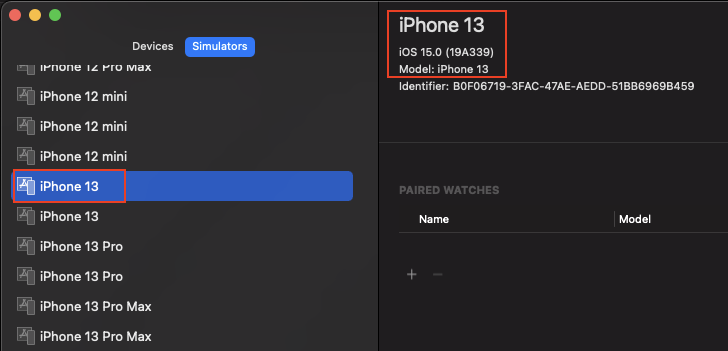 Devices
Simulators
iPhone 12 Pro Max
iPhone 12 mini
iPhone 12 mini
iPhone 12 mini
iPhone 13
iPhone 13
iPhone 13 Pro
iPhone 13 Pro
iPhone 13 Pro Max
iPhone 13 Pro Max
iPhone 13
iOS 15.0 (19A339)
Model: iPhone 13
Identifier: B0F06719-3FAC-47AE-AEDD-51BB6969B459
PAIRED WATCHES
Name Model